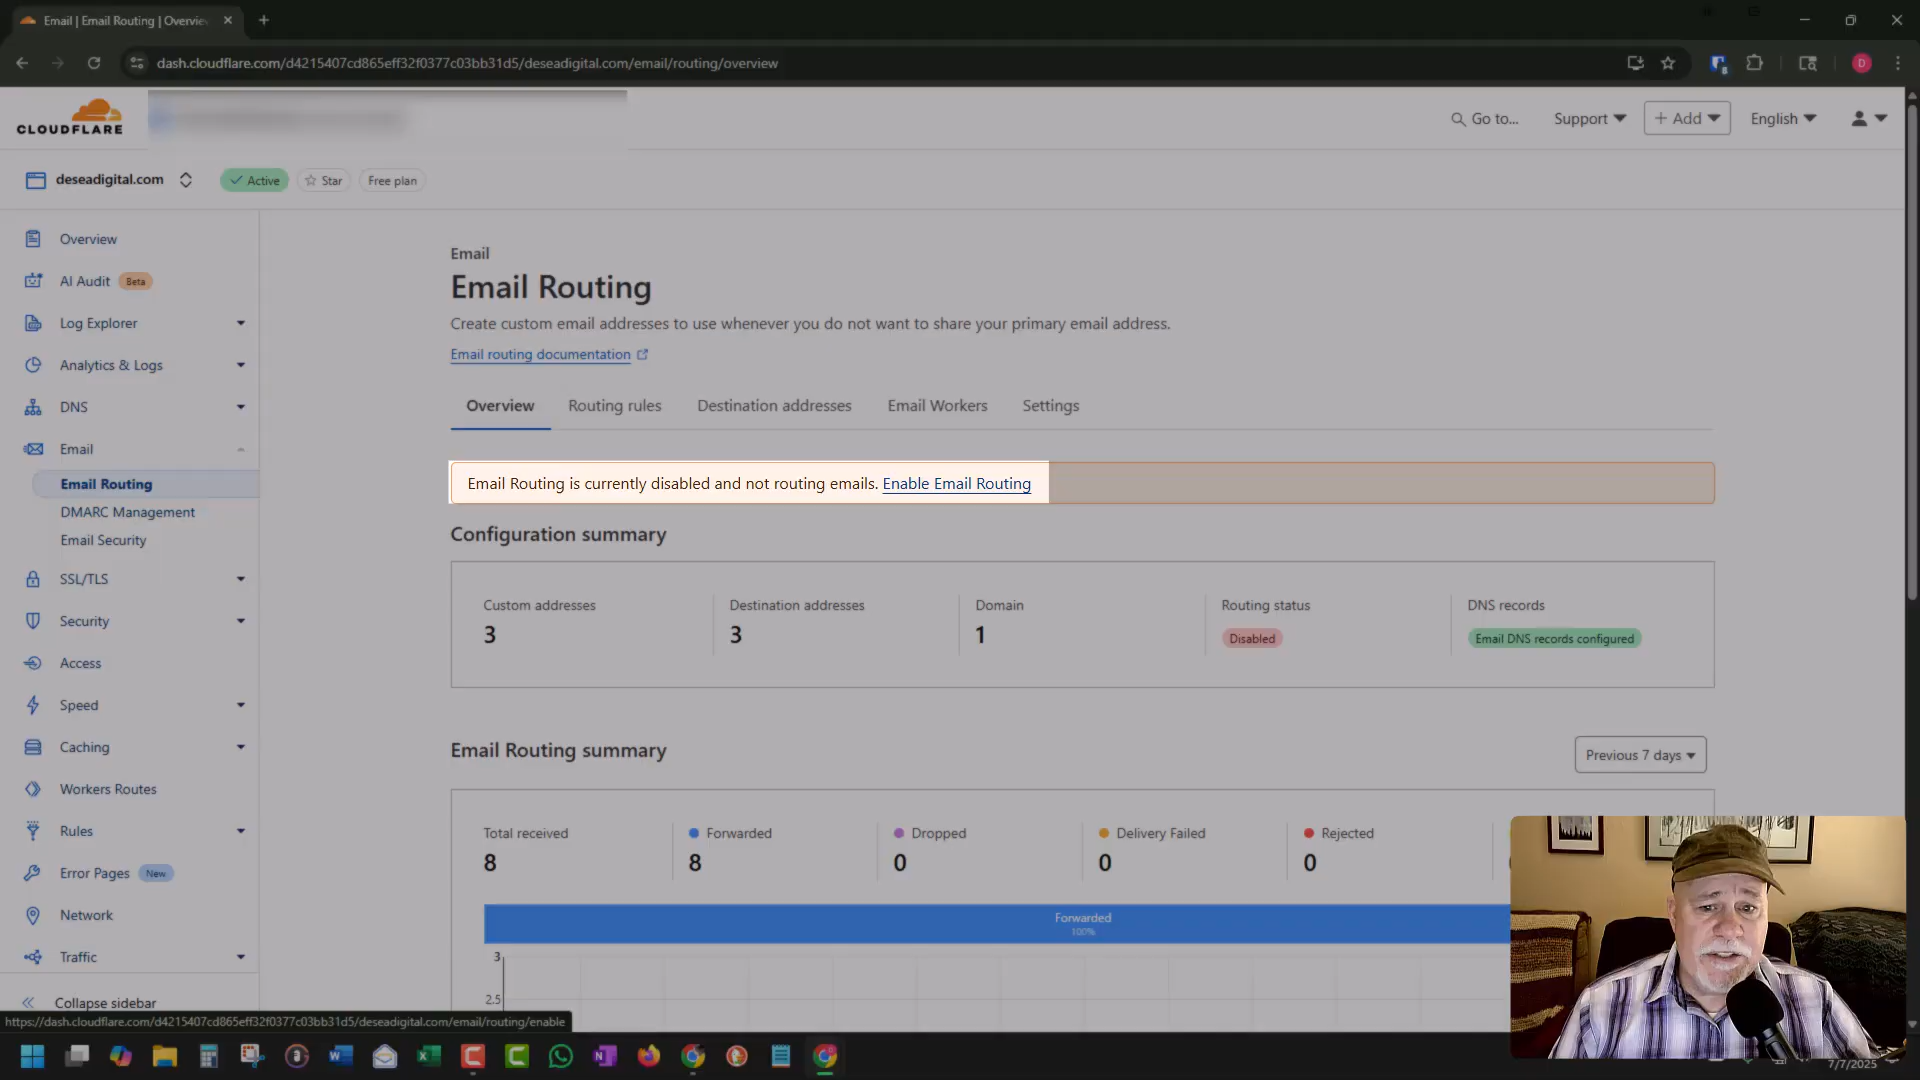 Email | Email Routing | Overvie
dash.cloudflare.com/d4215407cd865eff32f0377c03bb31d5/deseadigital.com/email/routing/overview
D
CLOUDFLARE
Go to...
Support
+ Add
English
deseadigital.com
Active
Star
Free plan
Overview
AI Audit Beta
Log Explorer
Analytics & Logs
DNS
Email
Email Routing
DMARC Management
Email Security
SSL/TLS
Security
Access
Speed
Caching
Workers Routes
Rules
Error Pages New
Network
Traffic
Collapse sidebar
Email
Email Routing
Create custom email addresses to use whenever you do not want to share your primary email address.
Email routing documentation
Overview Routing rules Destination addresses Email Workers Settings
Email Routing is currently disabled and not routing emails. Enable Email Routing
Configuration summary
Custom addresses
3
Destination addresses
3
Domain
1
Routing status
Disabled
DNS records
Email DNS records configured
Email Routing summary
Previous 7 days
Total received
8
Forwarded
8
Dropped
0
Delivery Failed
0
Rejected
0
Forwarded
100%
3
2.5
https://dash.cloudflare.com/d4215407cd865eff32f0377c03bb31d5/deseadigital.com/email/routing/enable
7/7/2025